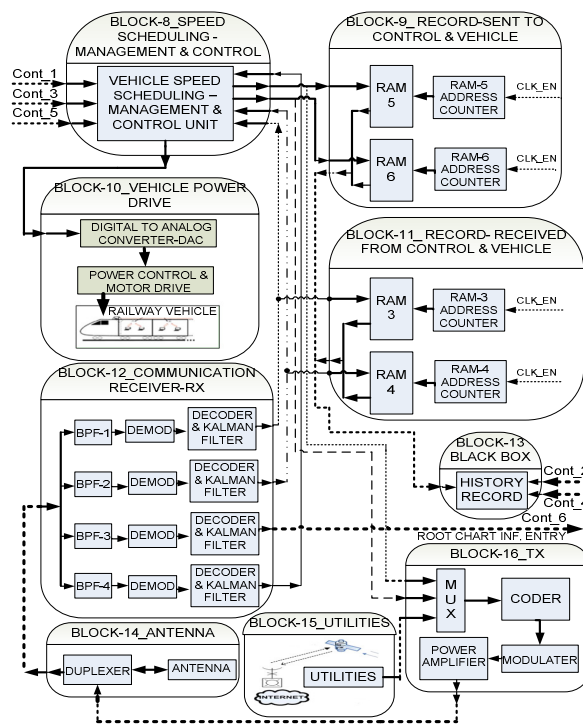 BLOCK-8_SPEED
SCHEDULING -
MANAGEMENT & CONTROL
Cont_1
Cont_3
Cont_5
VEHICLE SPEED
SCHEDULING –
MANAGEMENT &
CONTROL UNIT
BLOCK-9_RECORD-SENT TO
CONTROL & VEHICLE
RAM
5
RAM-5
ADDRESS
COUNTER
CLK_EN
RAM
6
RAM-6
ADDRESS
COUNTER
CLK_EN
BLOCK-10_VEHICLE POWER
DRIVE
DIGITAL TO ANALOG
CONVERTER-DAC
POWER CONTROL &
MOTOR DRIVE
RAILWAY VEHICLE
BLOCK-11_ RECORD- RECEIVED
FROM CONTROL & VEHICLE
RAM
3
RAM-3
ADDRESS
COUNTER
CLK_EN
RAM
4
RAM-4
ADDRESS
COUNTER
CLK_EN
BLOCK-12_COMMUNICATION
RECEIVER-RX
BPF-1
DEMOD
DECODER
& KALMAN
FILTER
BPF-2
DEMOD
DECODER
& KALMAN
FILTER
BPF-3
DEMOD
DECODER
& KALMAN
FILTER
BPF-4
DEMOD
DECODER
& KALMAN
FILTER
BLOCK-13
BLACK BOX
HISTORY
RECORD
Cont_2
Cont_4
Cont_6
ROOT CHART INF. ENTRY
BLOCK-16_TX
MUX
CODER
POWER
AMPLIFIER
MODULATER
BLOCK-14_ANTENNA
DUPLEXER
ANTENNA
BLOCK-15_UTILITIES
INTERNET
UTILITIES